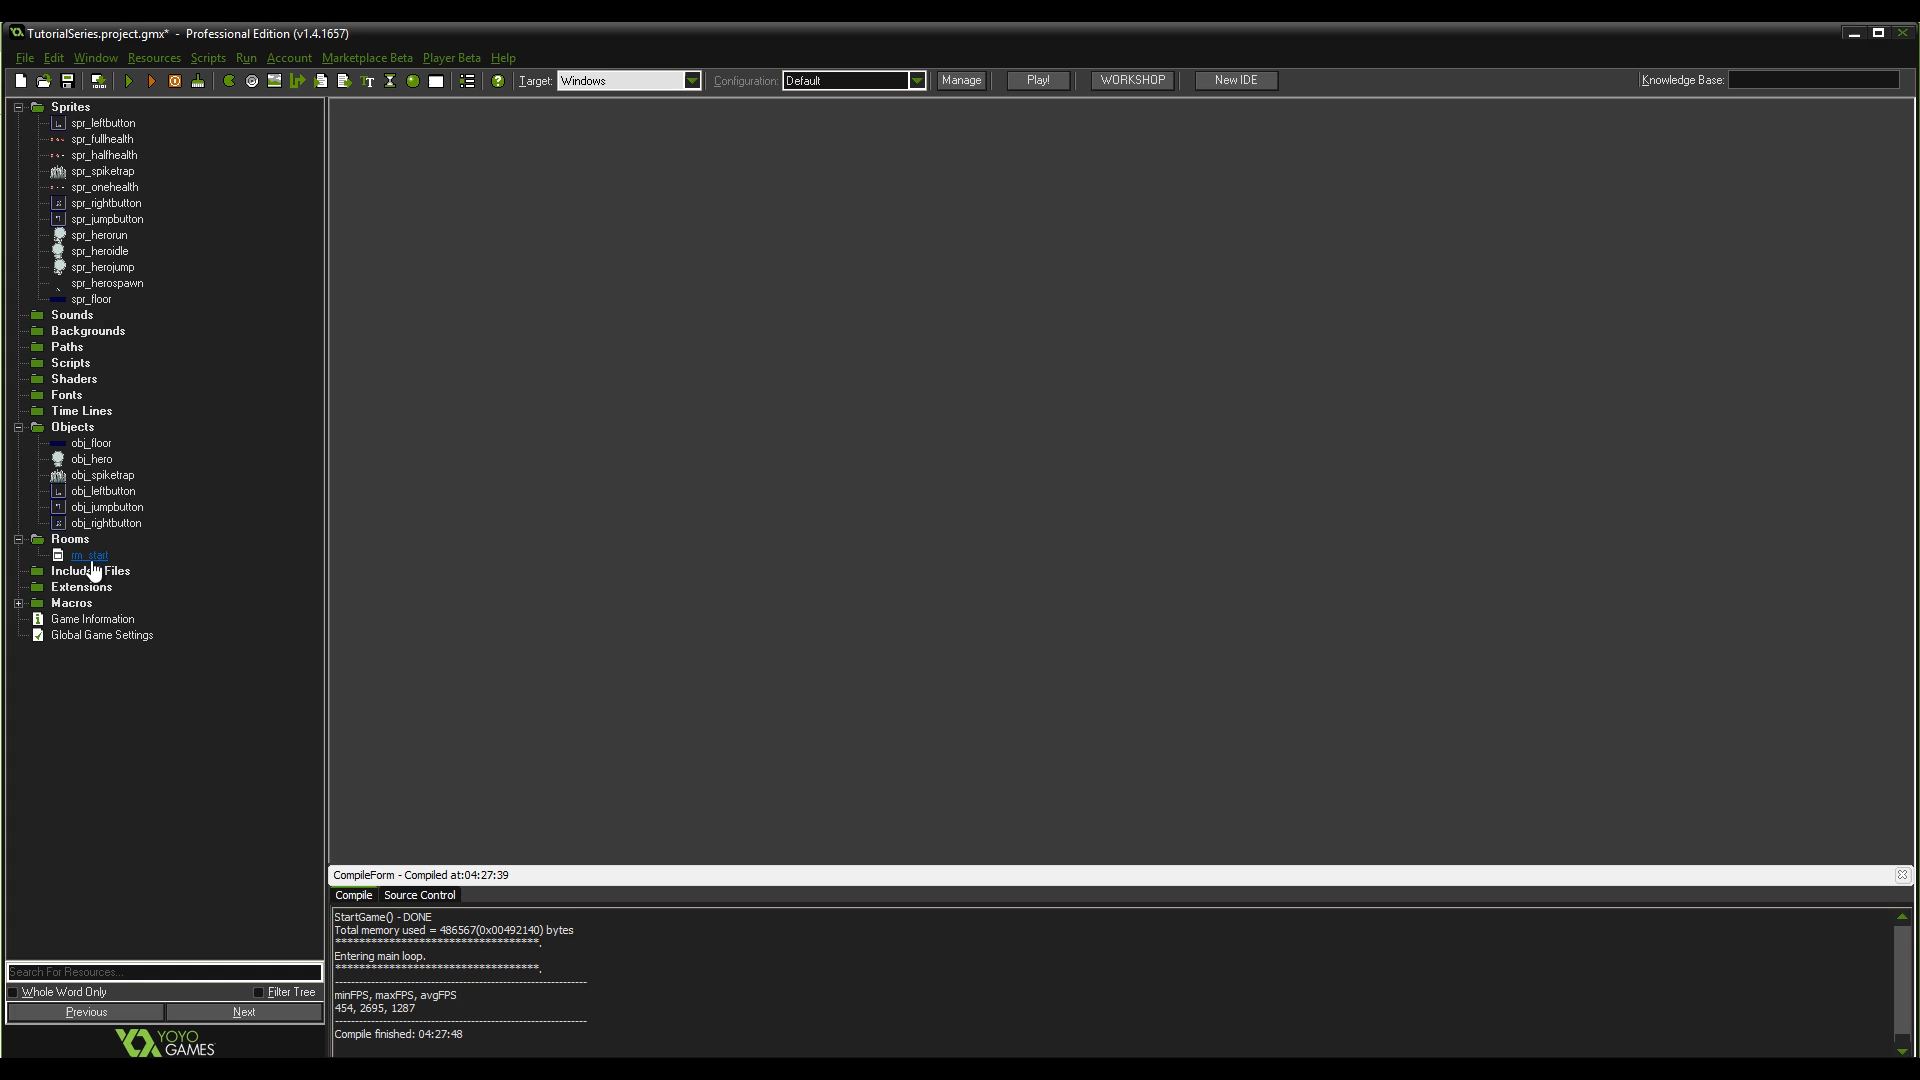 TutorialSeries.project.gmx* - Professional Edition (v1.4.1657)
File Edit Window Resources Scripts Run Account Marketplace Beta Player Beta Help
Target: Windows Configuration: Default Manage Play! WORKSHOP New IDE Knowledge Base:
Sprites
spr_leftbutton
spr_fullhealth
spr_halfhealth
spr_spiketrap
spr_onehealth
spr_rightbutton
spr_jumpbutton
spr_herorun
spr_heroidle
spr_herojump
spr_herospawn
spr_floor
Sounds
Backgrounds
Paths
Scripts
Shaders
Fonts
Time Lines
Objects
obj_floor
obj_hero
obj_spiketrap
obj_leftbutton
obj_jumpbutton
obj_rightbutton
Rooms
rm_start
Files
Extensions
Macros
Game Information
Global Game Settings
CompileForm - Compiled at:04:27:39
Compile Source Control
StartGame() - DONE
Total memory used = 486567(0x00492140) bytes
***********************************.
Entering main loop.
***********************************.
minFPS, maxFPS, avgFPS
454, 2695, 1287
Compile finished: 04:27:48
Search For Resources...
Whole Word Only Filter Tree
Previous Next
YOYO
GAMES